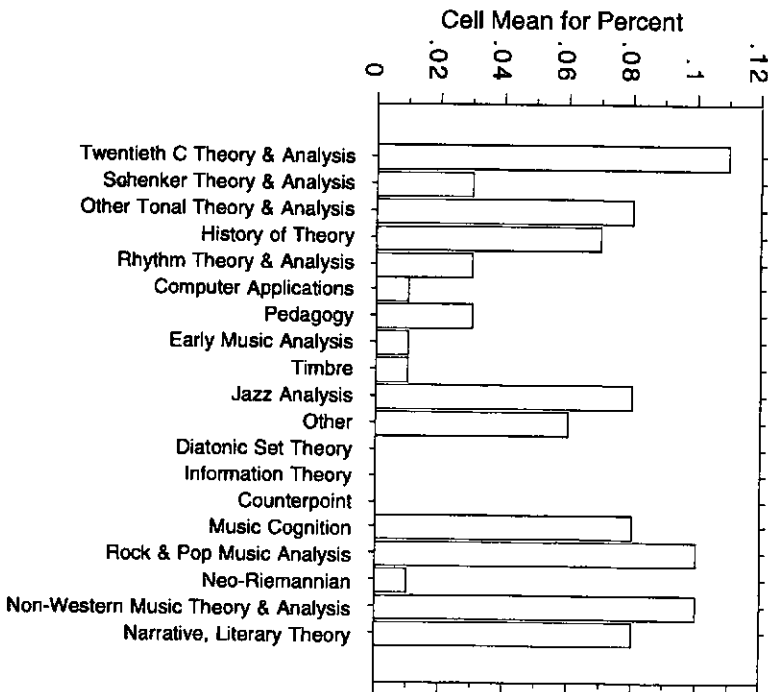 Cell Mean for Percent
0
.02
.04
.06
.08
.1
.12
Twentieth C Theory & Analysis
Schenker Theory & Analysis
Other Tonal Theory & Analysis
History of Theory
Rhythm Theory & Analysis
Computer Applications
Pedagogy
Early Music Analysis
Timbre
Jazz Analysis
Other
Diatonic Set Theory
Information Theory
Counterpoint
Music Cognition
Rock & Pop Music Analysis
Neo-Riemannian
Non-Western Music Theory & Analysis
Narrative, Literary Theory